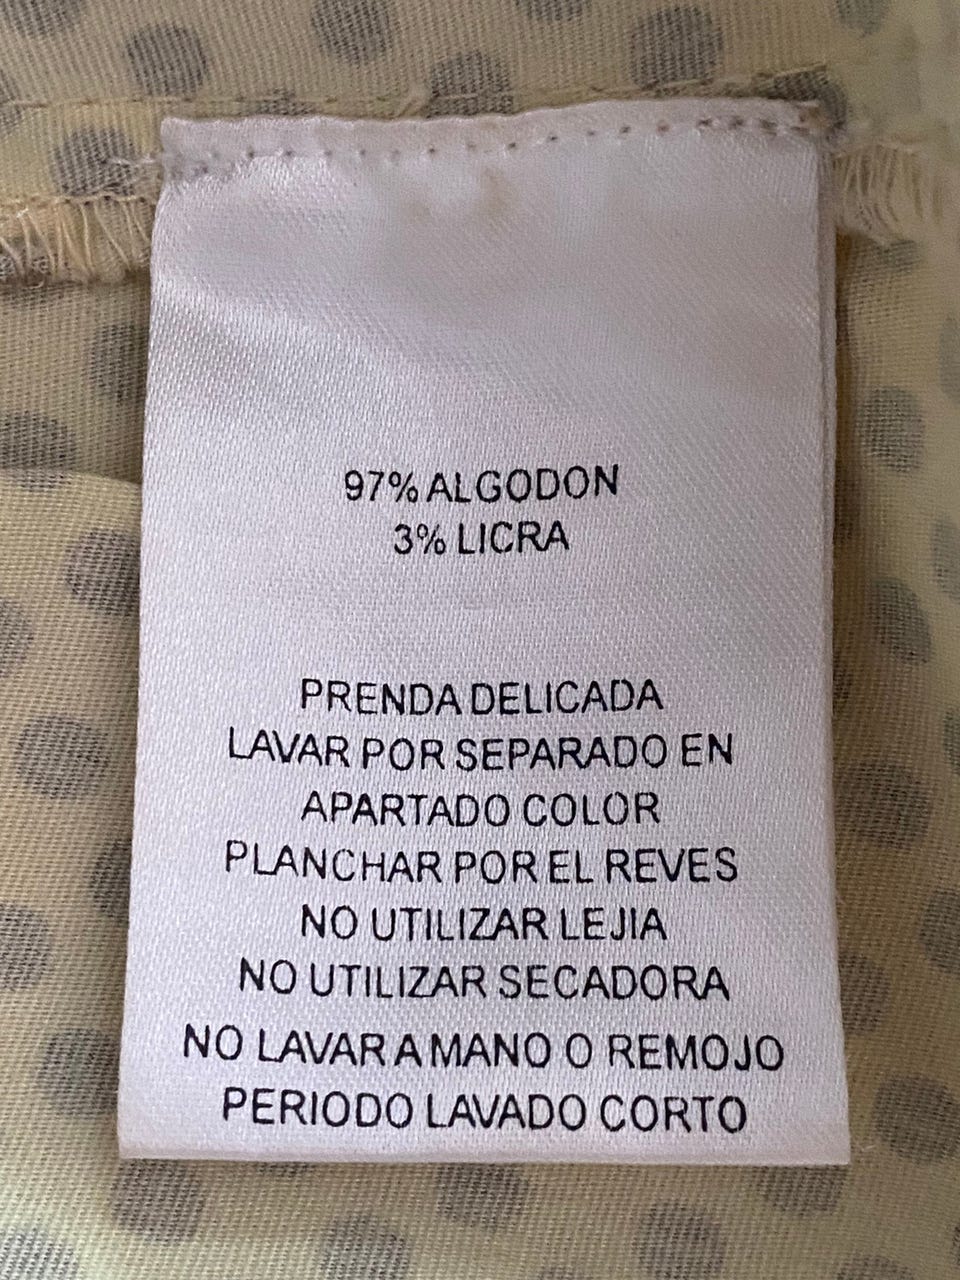 97% ALGODON
3% LICRA
PRENDA DELICADA
LAVAR POR SEPARADO EN
APARTADO COLOR
PLANCHAR POR EL REVES
NO UTILIZAR LEJIA
NO UTILIZAR SECADORA
NO LAVAR A MANO O REMOJO
PERIODO LAVADO CORTO